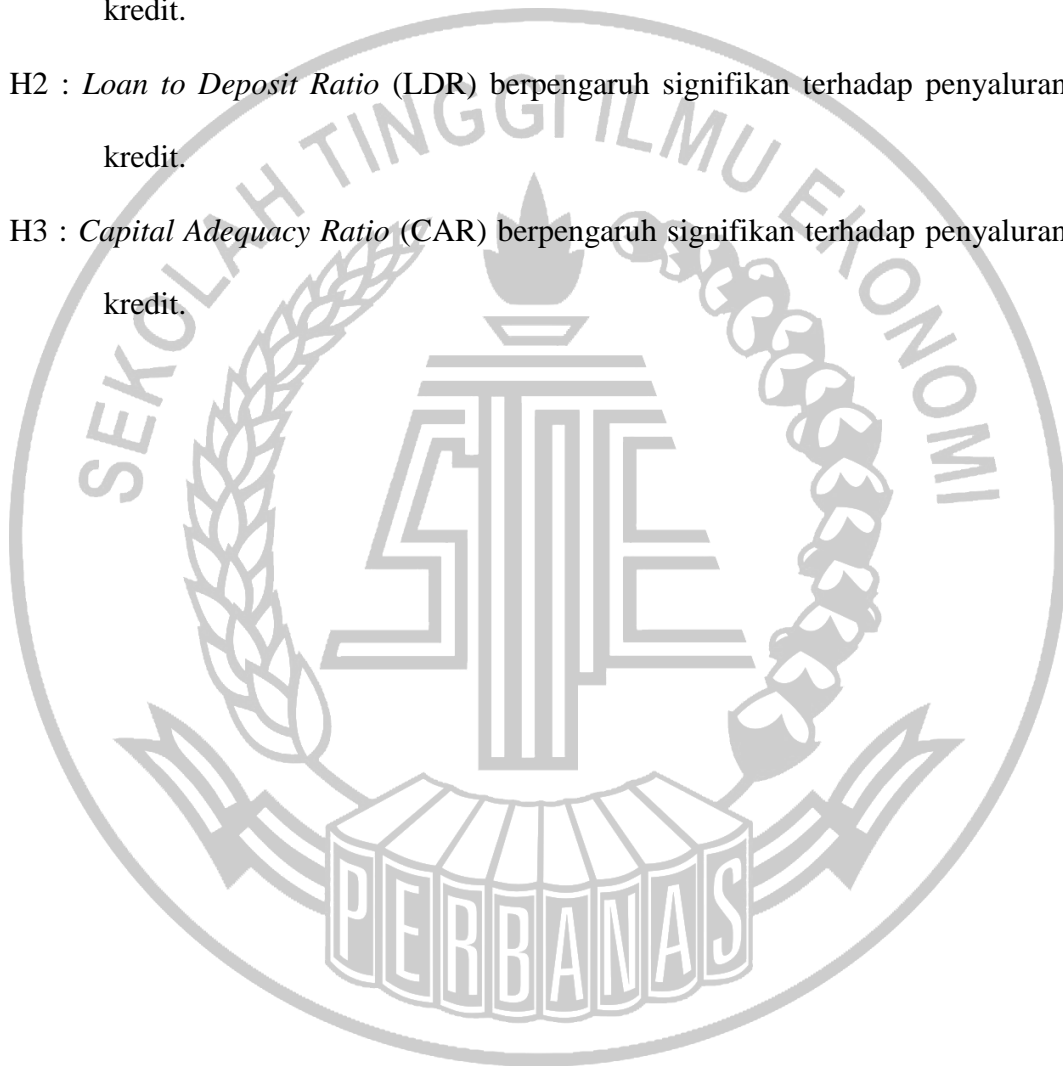 kredit.
H2 : Loan to Deposit Ratio (LDR) berpengaruh signifikan terhadap penyaluran
kredit.
H3 : Capital Adequacy Ratio (CAR) berpengaruh signifikan terhadap penyaluran
kredit.
SEKOLAH TINGGI ILMU EKONOMI
STIE
PERBANAS